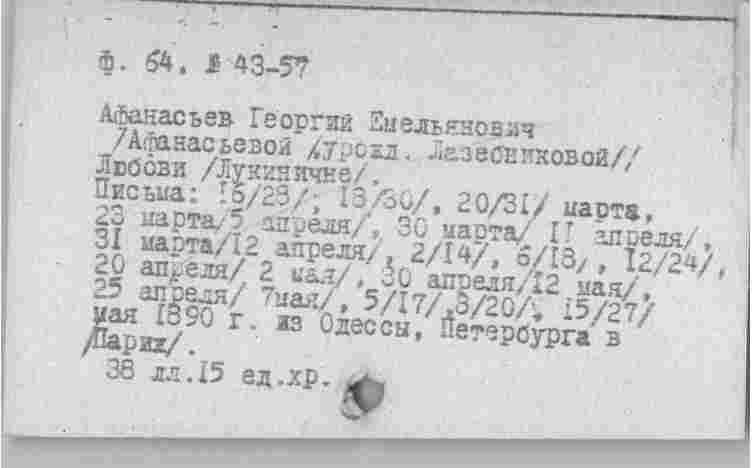 Ф. 64. № 43-57
Афанасьев Георгий Емельянович
/Афанасьевой /урожд. Лазебниковой//
Любови /Лукиничне/.
Письма: 16/28/, 18/30/, 20/31/ марта,
23 марта/5 апреля/, 30 марта/ 11 апреля/,
31 марта/12 апреля/, 2/14/, 6/18/, 12/24/,
20 апреля/ 2 мая/, 30 апреля/12 мая/,
25 апреля/ 7мая/, 5/17/,8/20/, 15/27/
мая 1890 г. из Одессы, Петербурга в
/Париж/.
38 лл.15 ед.хр.